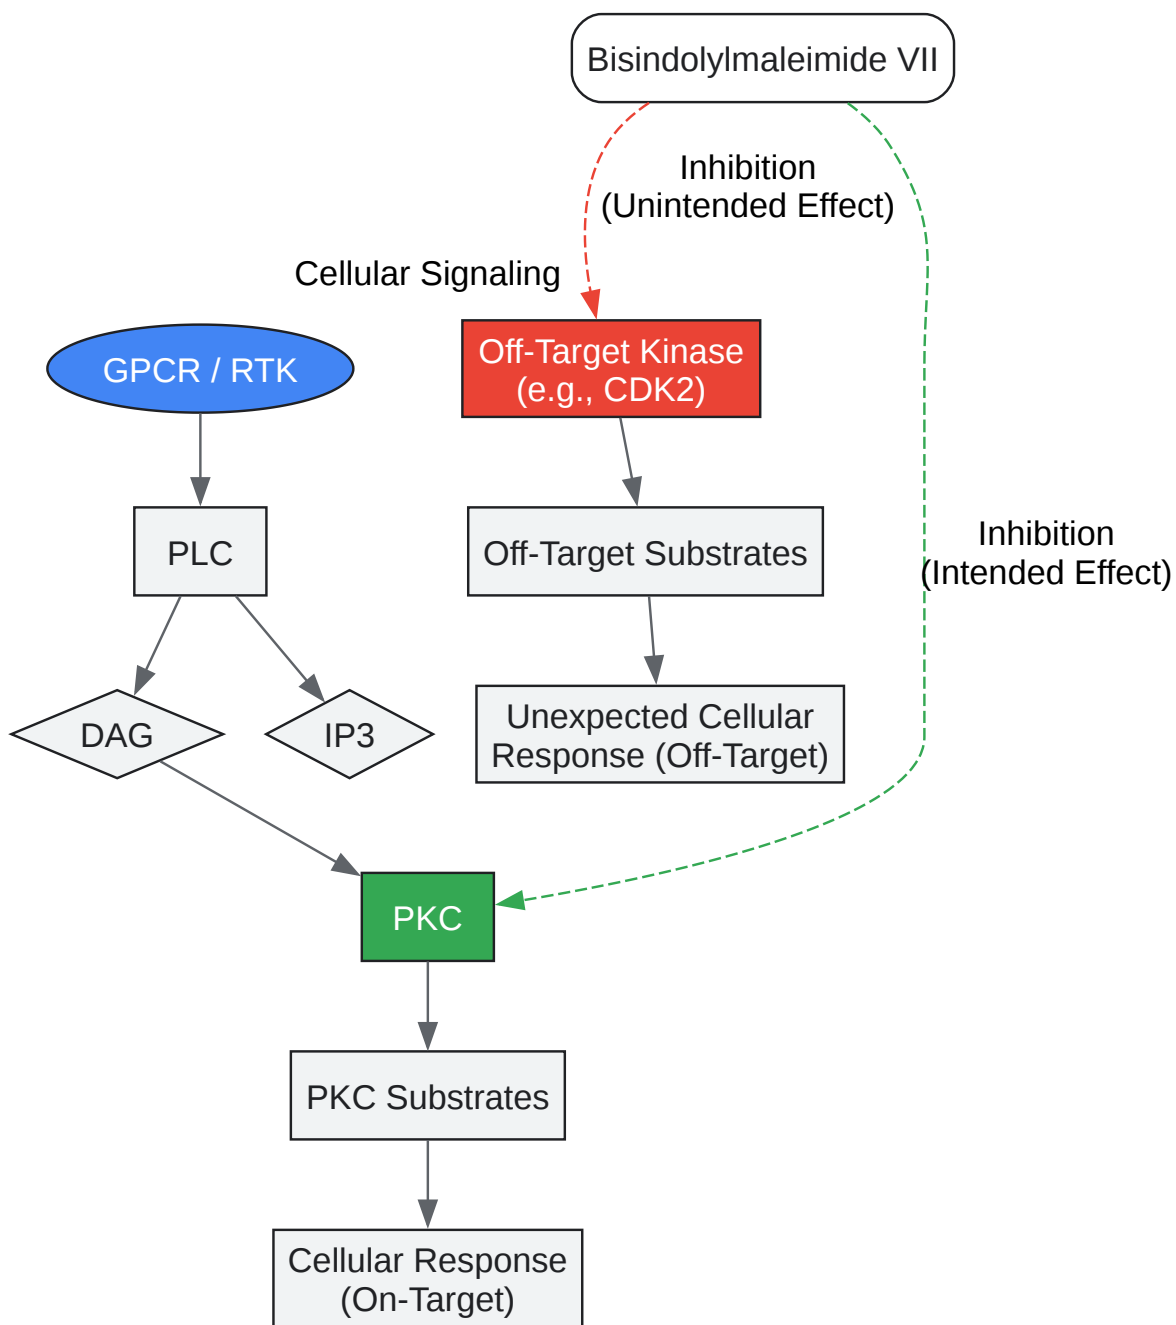 Bisindolylmaleimide VII
Inhibition
(Unintended Effect)
Cellular Signaling
GPCR / RTK
Off-Target Kinase
(e.g., CDK2)
PLC
Off-Target Substrates
Inhibition
(Intended Effect)
DAG
IP3
Unexpected Cellular
Response (Off-Target)
PKC
PKC Substrates
Cellular Response
(On-Target)